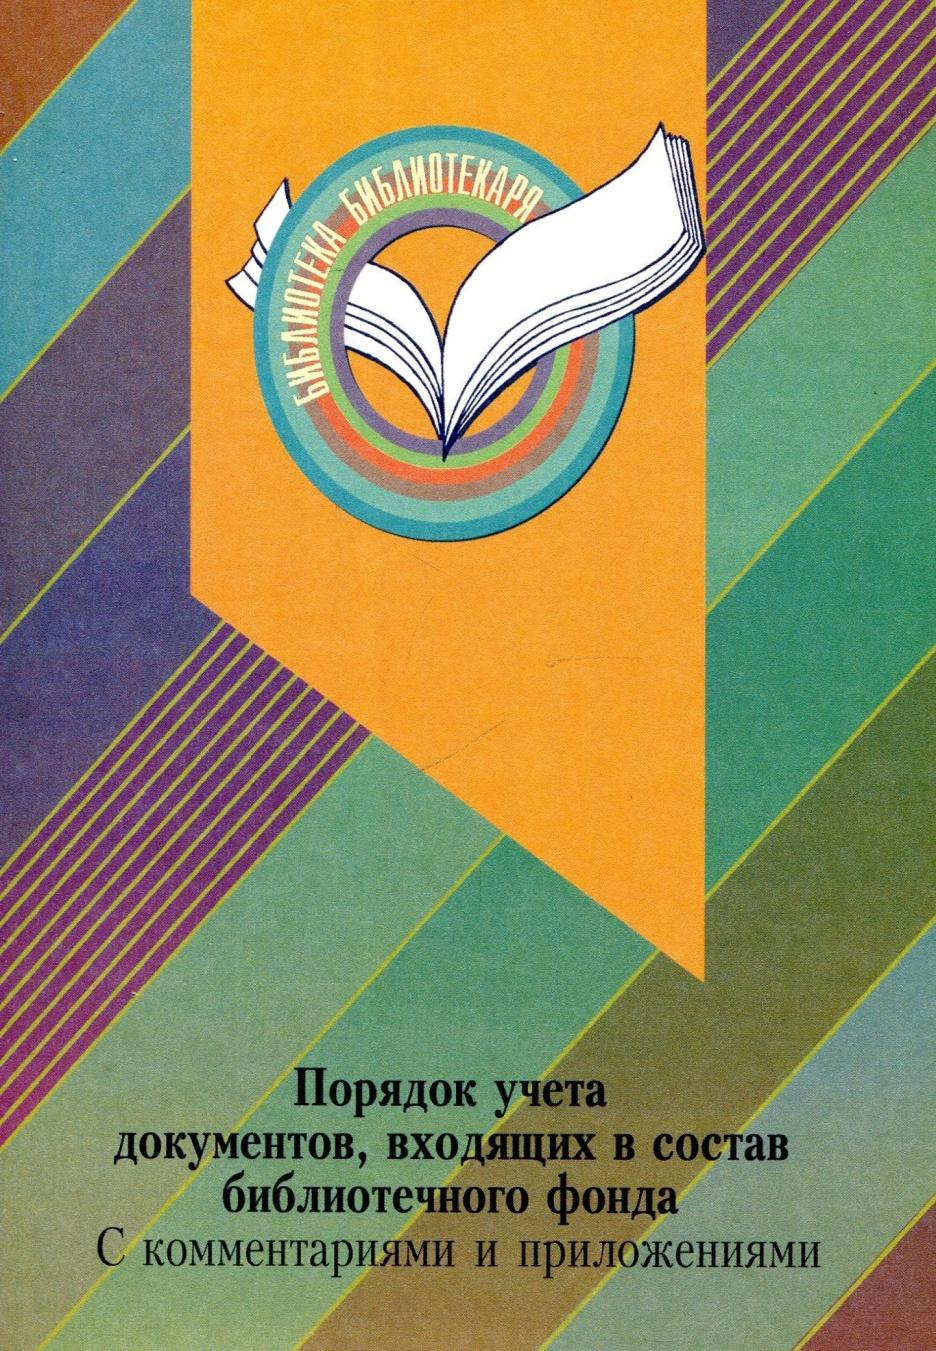 БИБЛИОТЕКА БИБЛИОТЕКАРЯ
Порядок учета
документов, входящих в состав
библиотечного фонда
С комментариями и приложениями